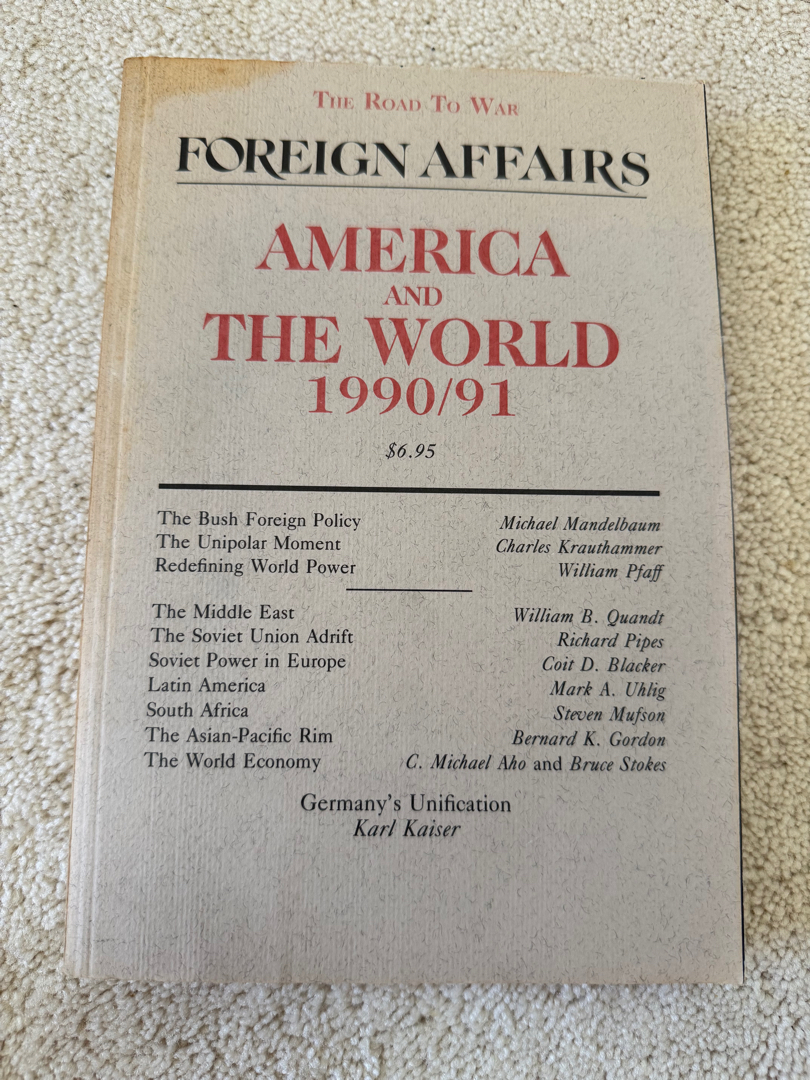 The Road To War
FOREIGN AFFAIRS
AMERICA
AND
THE WORLD
1990/91
$6.95
The Bush Foreign Policy Michael Mandelbaum
The Unipolar Moment Charles Krauthammer
Redefining World Power William Pfaff
The Middle East William B. Quandt
The Soviet Union Adrift Richard Pipes
Soviet Power in Europe Coit D. Blacker
Latin America Mark A. Uhlig
South Africa Steven Mufson
The Asian-Pacific Rim Bernard K. Gordon
The World Economy C. Michael Aho and Bruce Stokes
Germany's Unification
Karl Kaiser